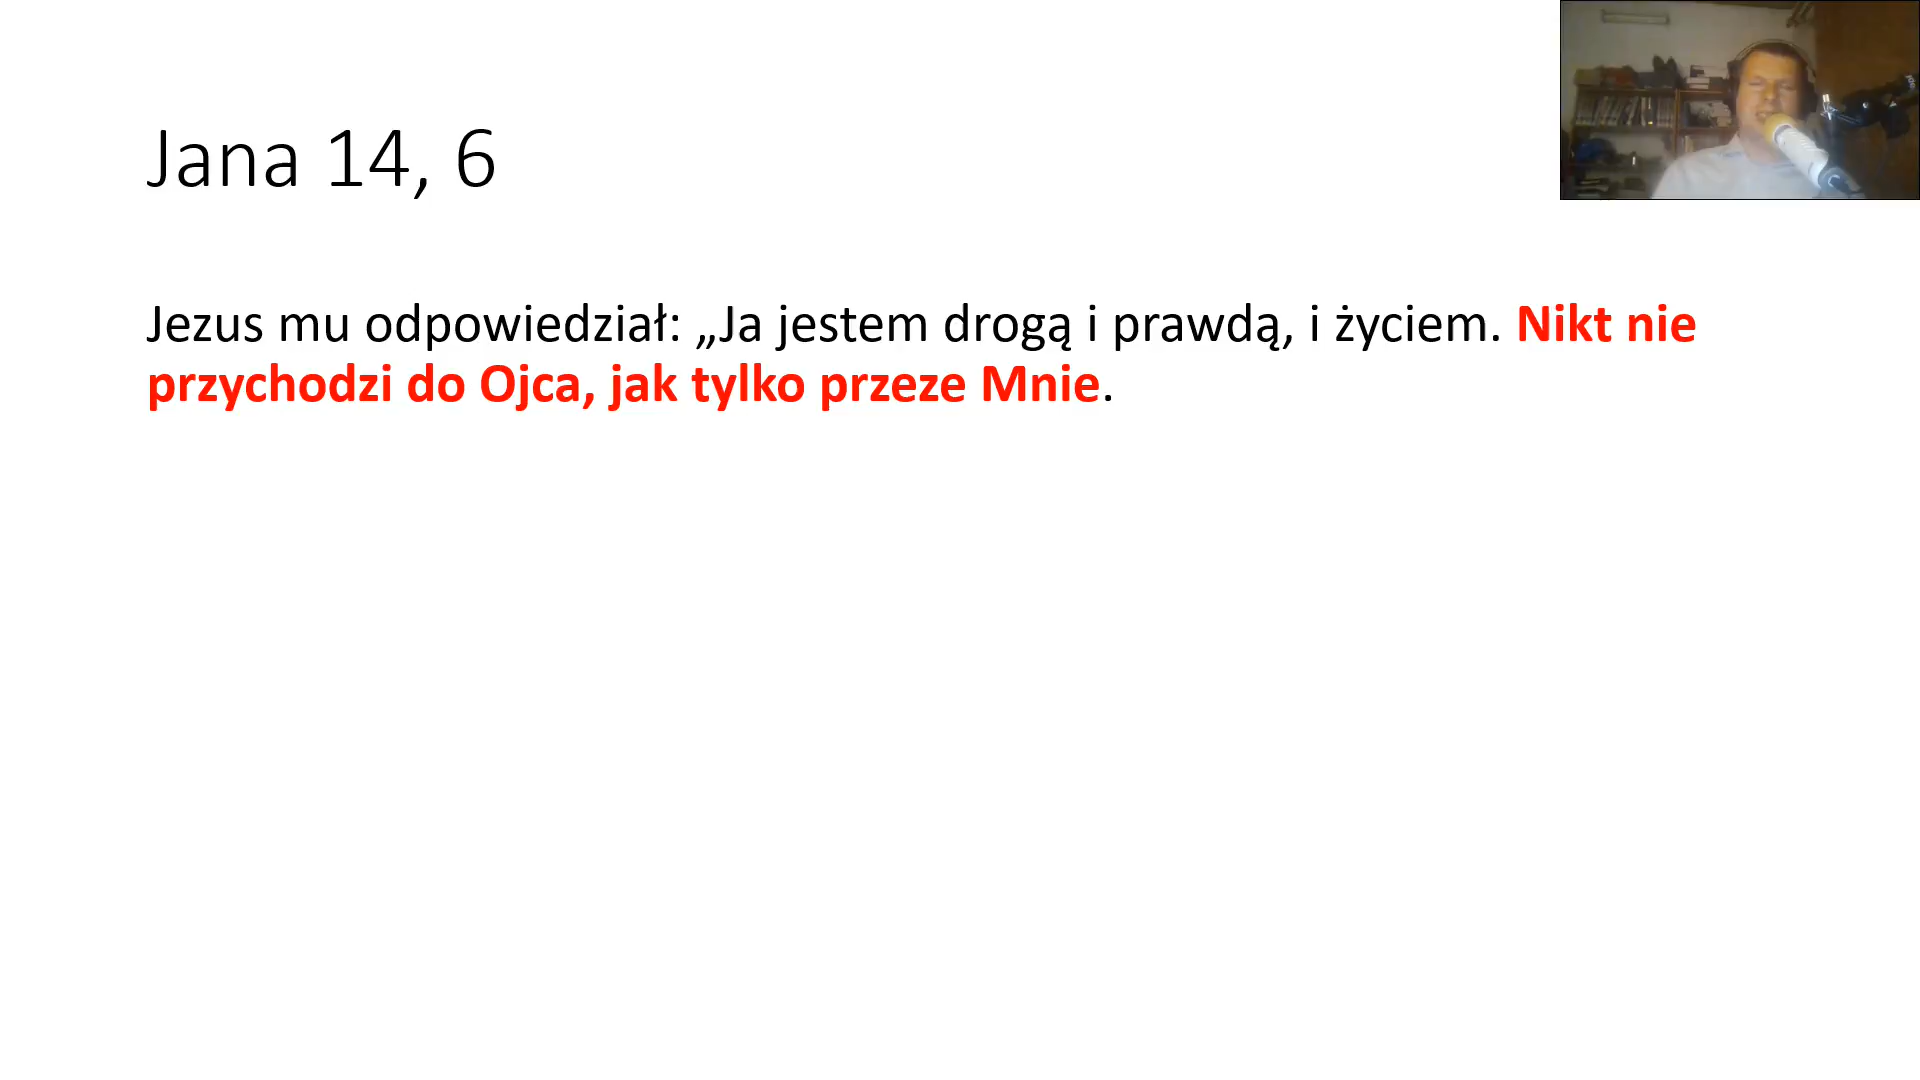 Jana 14, 6
Jezus mu odpowiedział: „Ja jestem drogą i prawdą, i życiem. Nikt nie
przychodzi do Ojca, jak tylko przeze Mnie.